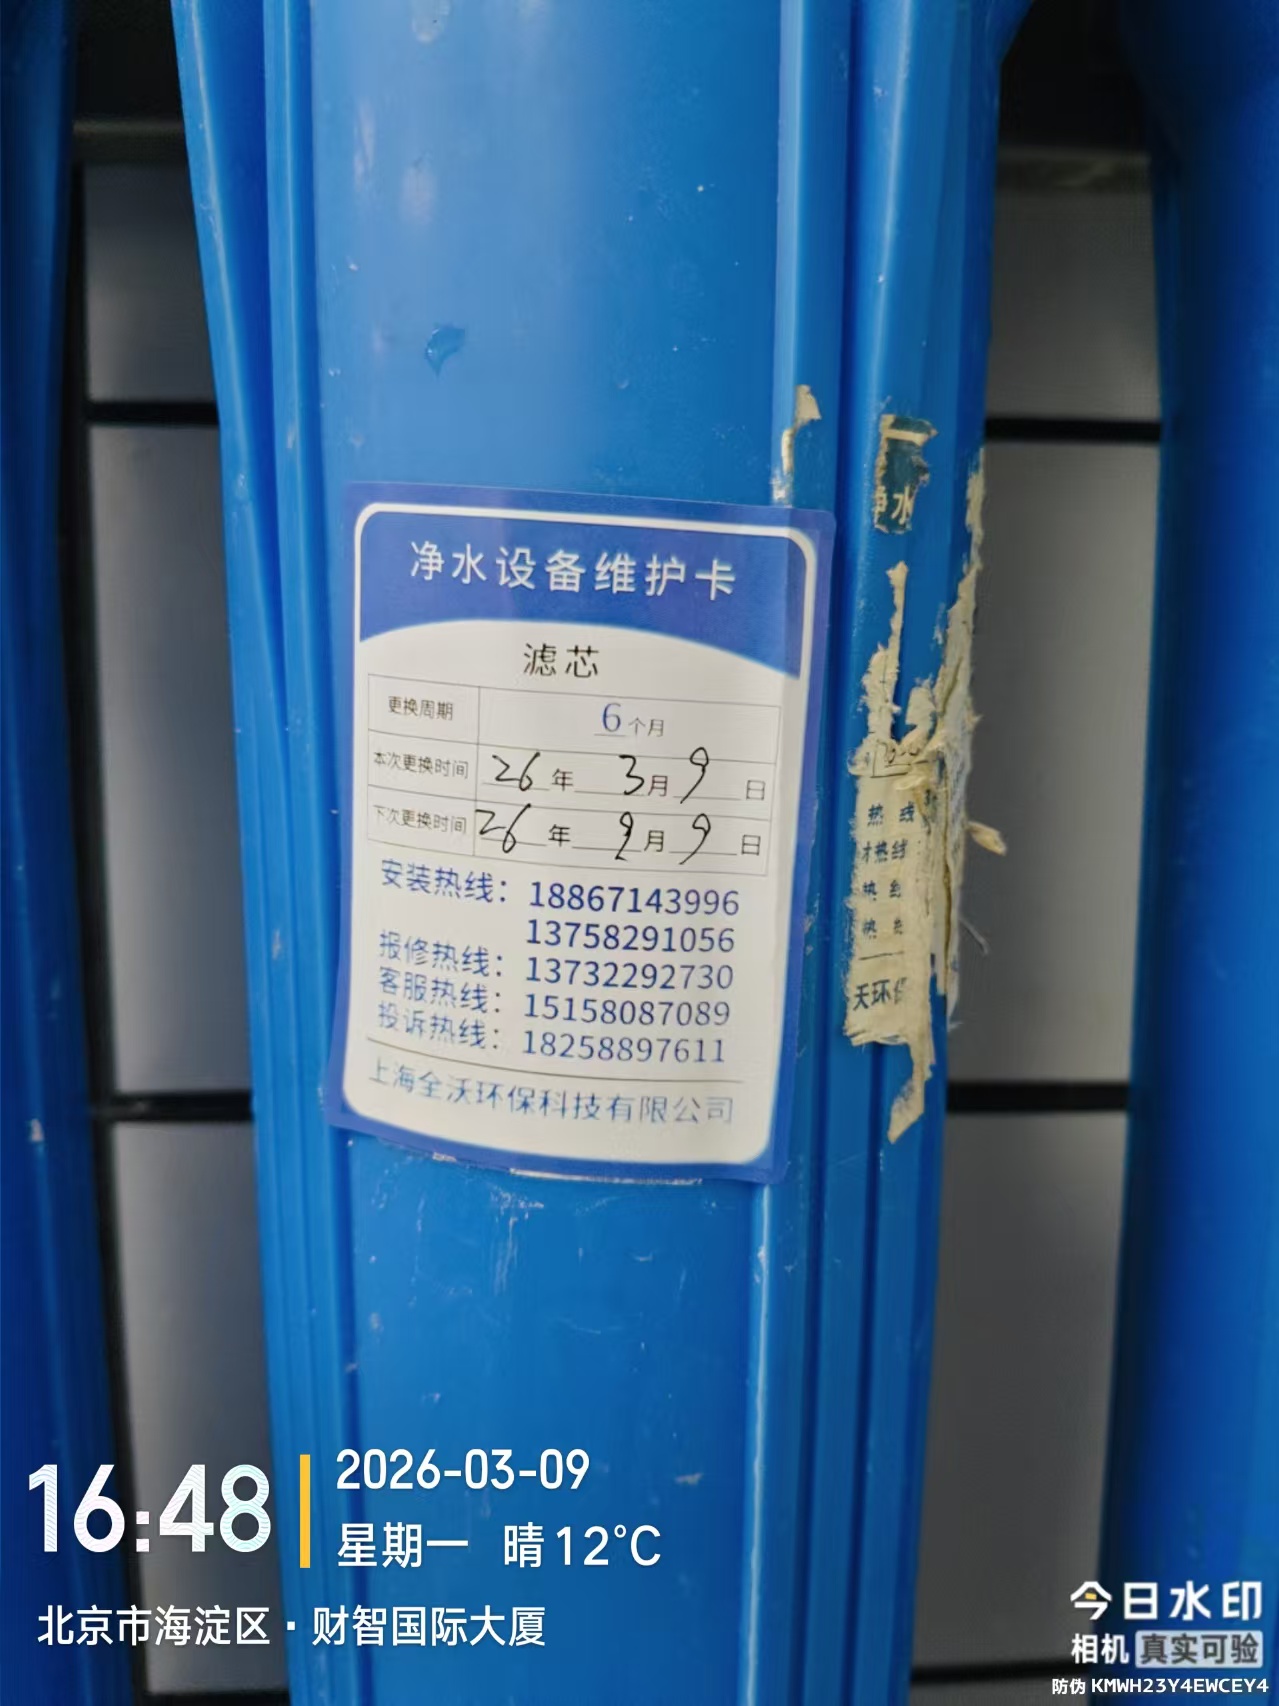 净水设备维护卡
滤芯
更换周期 6个月
本次更换时间 26年 3月 9日
下次更换时间 26年 9月 9日
安装热线：18867143996
13758291056
报修热线：13732292730
客服热线：15158087089
投诉热线：18258897611
上海全沃环保科技有限公司
净水
热 线
热线
热 线
热
天环保
16:48
2026-03-09
星期一 晴 12°C
北京市海淀区·财智国际大厦
今日水印
相机 真实可验
防伪 KMWH23Y4EWCEY4